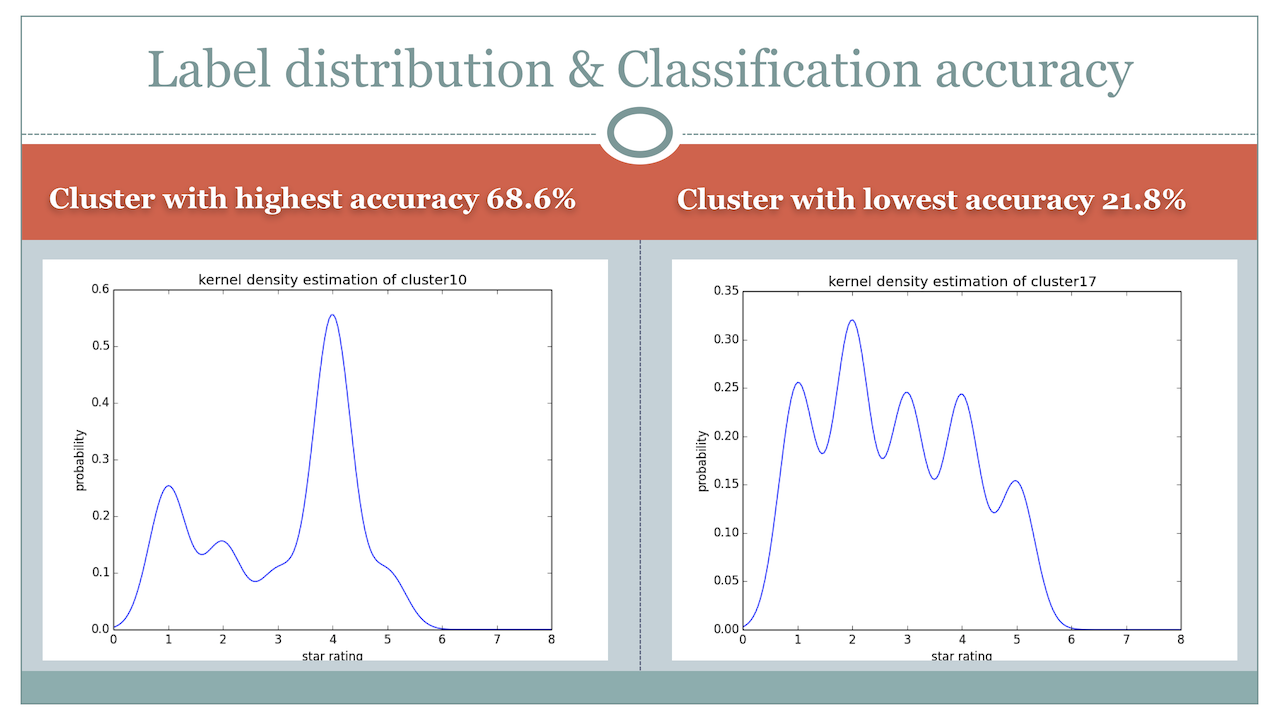 Label distribution & Classification accuracy
Cluster with highest accuracy 68.6%
Cluster with lowest accuracy 21.8%
kernel density estimation of cluster10
0.6
0.5
0.4
0.3
0.2
0.1
0.0
probability
0 1 2 3 4 5 6 7 8
star rating
kernel density estimation of cluster17
0.35
0.30
0.25
0.20
0.15
0.10
0.05
0.00
probability
0 1 2 3 4 5 6 7 8
star rating